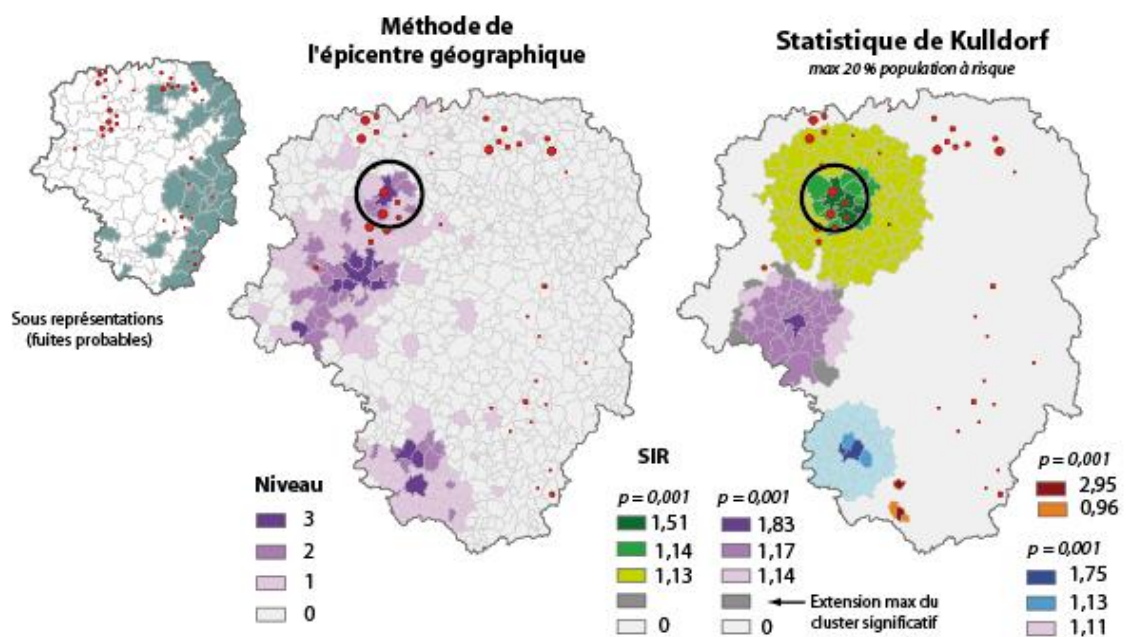 Méthode de
l'épicentre géographique
Statistique de Kulldorf
max 20 % population à risque
Sous représentations
(fuites probables)
Niveau
3
2
1
0
SIR
p = 0,001
1,51
1,14
1,13
0
p = 0,001
1,83
1,17
1,14
Extension max du
cluster significatif
0
p = 0,001
2,95
0,96
p = 0,001
1,75
1,13
1,11